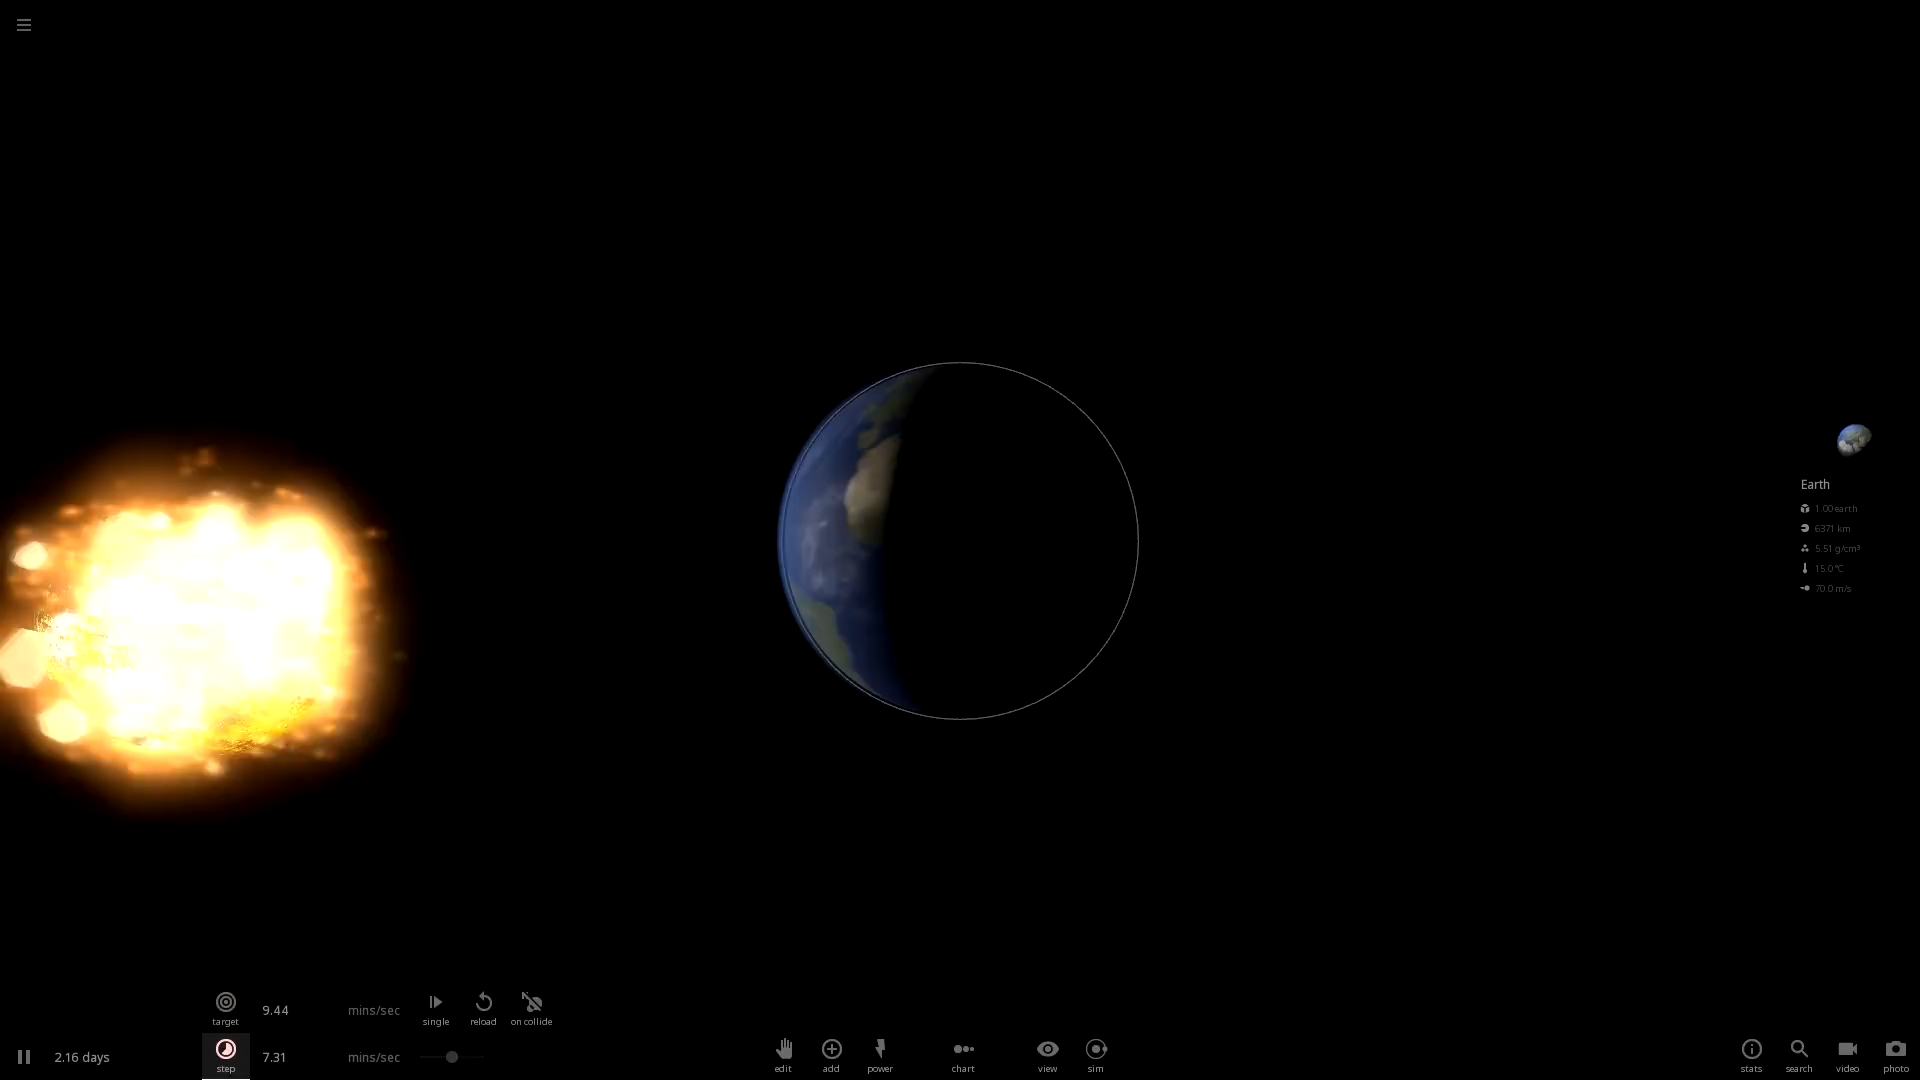 Earth
1.00 earth
6371 km
5.51 g/cm³
15.0 °C
70.0 m/s
target
9.44 mins/sec
single
reload
on collide
2.16 days
step
7.31 mins/sec
edit
add
power
chart
view
sim
stats
search
video
photo